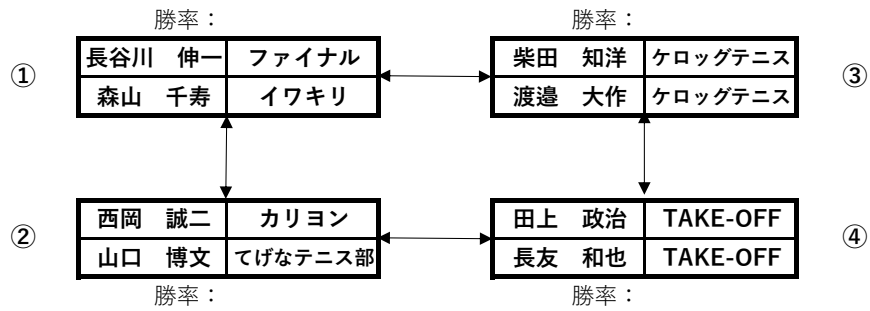 勝率： 勝率：
① 長谷川　伸一 ファイナル 柴田　知洋 ケロッグテニス ③
森山　千寿 イワキリ 渡邉　大作 ケロッグテニス
② 西岡　誠二 カリヨン 田上　政治 TAKE-OFF ④
山口　博文 てげなテニス部 長友　和也 TAKE-OFF
勝率： 勝率：